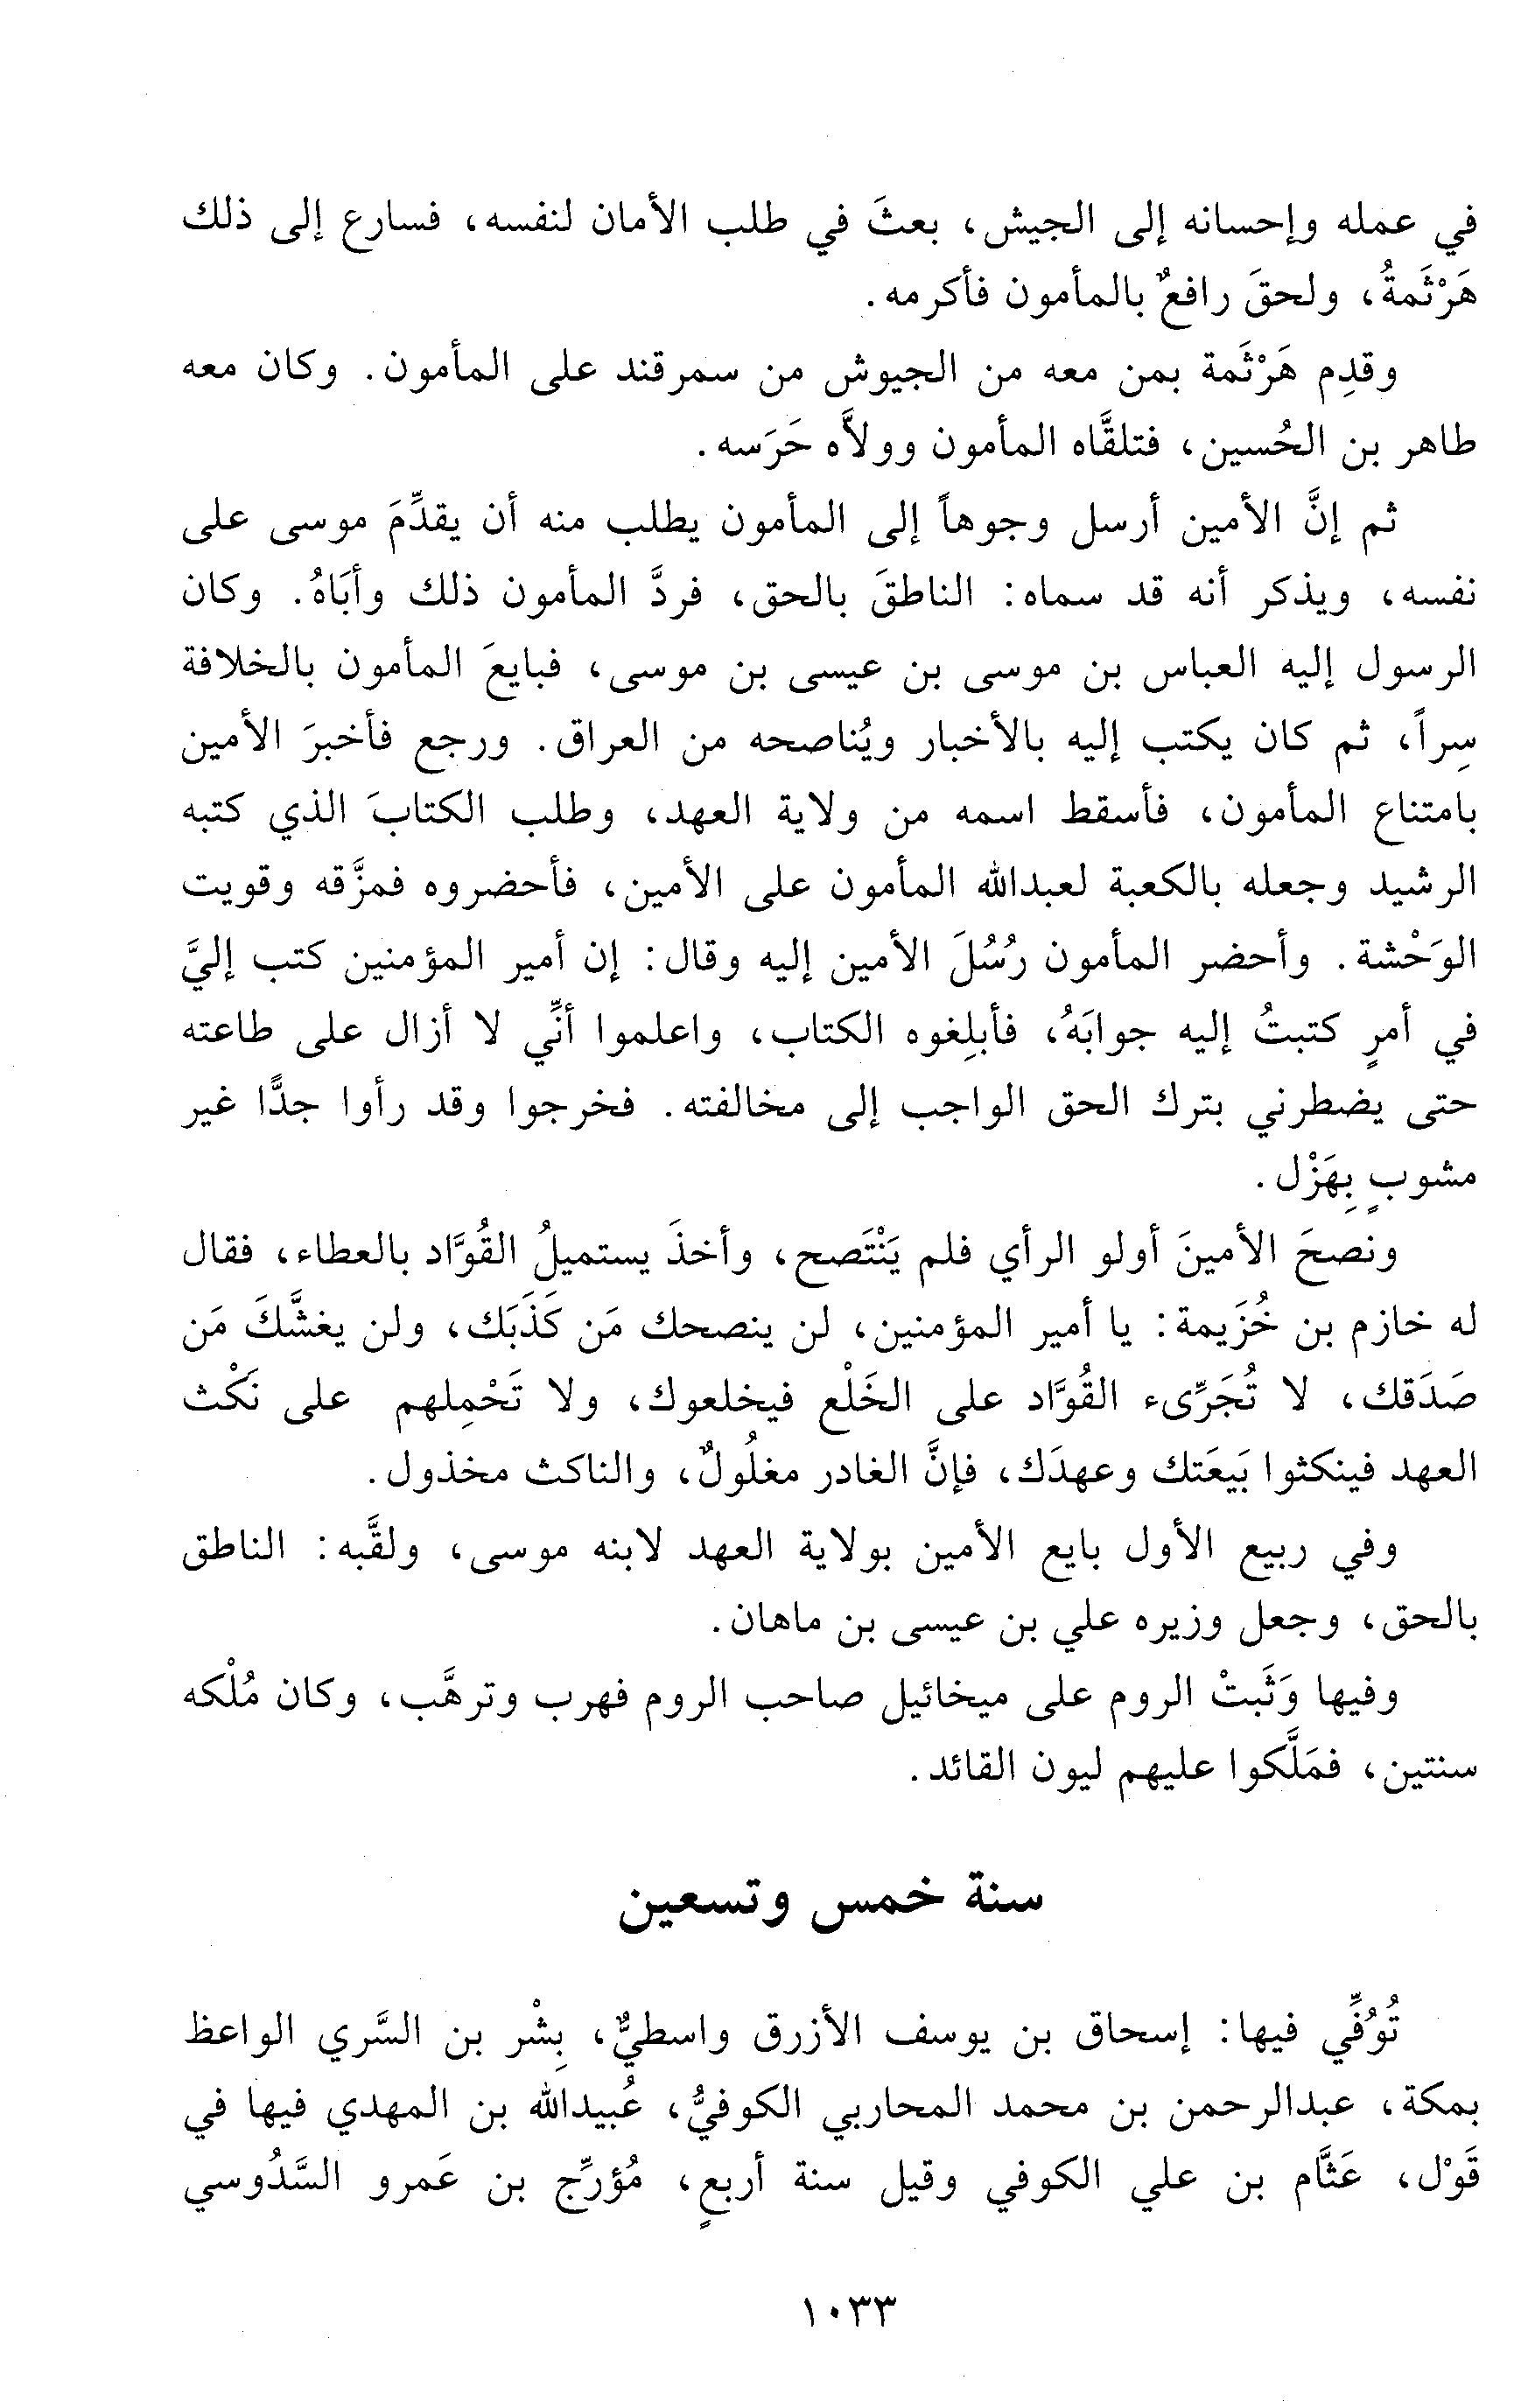 في عمله وإحسانه إلى الجيش، بعثَ في طلب الأمان لنفسه، فسارع إلى ذلك
هَرْثَمةُ، ولحقَ رافعٌ بالمأمون فأكرمه.
وقدِم هَرْثَمة بمن معه من الجيوش من سمرقند على المأمون. وكان معه
طاهر بن الحُسين، فتلقَّاه المأمون وولاَّه حَرَسه.
ثم إنَّ الأمين أرسل وجوهاً إلى المأمون يطلب منه أن يقدِّمَ موسى على
نفسه، ويذكر أنه قد سماه: الناطقَ بالحق، فردَّ المأمون ذلك وأبَاهُ. وكان
الرسول إليه العباس بن موسى بن عيسى بن موسى، فبايعَ المأمون بالخلافة
سِراً، ثم كان يكتب إليه بالأخبار ويُناصحه من العراق. ورجع فأخبرَ الأمين
بامتناع المأمون، فأسقط اسمه من ولاية العهد، وطلب الكتابَ الذي كتبه
الرشيد وجعله بالكعبة لعبدالله المأمون على الأمين، فأحضروه فمزَّقه وقويت
الوَحْشة. وأحضر المأمون رُسُلَ الأمين إليه وقال: إن أمير المؤمنين كتب إليَّ
في أمرٍ كتبتُ إليه جوابَهُ، فأبلِغوه الكتاب، واعلموا أنِّي لا أزال على طاعته
حتى يضطرني بترك الحق الواجب إلى مخالفته. فخرجوا وقد رأوا جدًّا غير
مشوبٍ بِهَزْل.
ونصحَ الأمينَ أولو الرأي فلم يَنْتَصح، وأخذَ يستميلُ القُوَّاد بالعطاء، فقال
له خازم بن خُزَيمة: يا أمير المؤمنين، لن ينصحك مَن كَذَبَك، ولن يغشَّكَ مَن
صَدَقك، لا تُجَرِّىء القُوَّاد على الخَلْع فيخلعوك، ولا تَحْمِلهم على نَكْث
العهد فينكثوا بَيعَتك وعهدَك، فإنَّ الغادر مغلُولٌ، والناكث مخذول.
وفي ربيع الأول بايع الأمين بولاية العهد لابنه موسى، ولقَّبه: الناطق
بالحق، وجعل وزيره علي بن عيسى بن ماهان.
وفيها وَثَبتْ الروم على ميخائيل صاحب الروم فهرب وترهَّب، وكان مُلْكه
سنتين، فمَلَّكوا عليهم ليون القائد.
سنة خمس وتسعين
تُوُفِّي فيها: إسحاق بن يوسف الأزرق واسطيٌّ، بِشْر بن السَّري الواعظ
بمكة، عبدالرحمن بن محمد المحاربي الكوفيُّ، عُبيدالله بن المهدي فيها في
قَوْل، عَثَّام بن علي الكوفي وقيل سنة أربعٍ، مُؤرِّج بن عَمرو السَّدُوسي
١٠٣٣